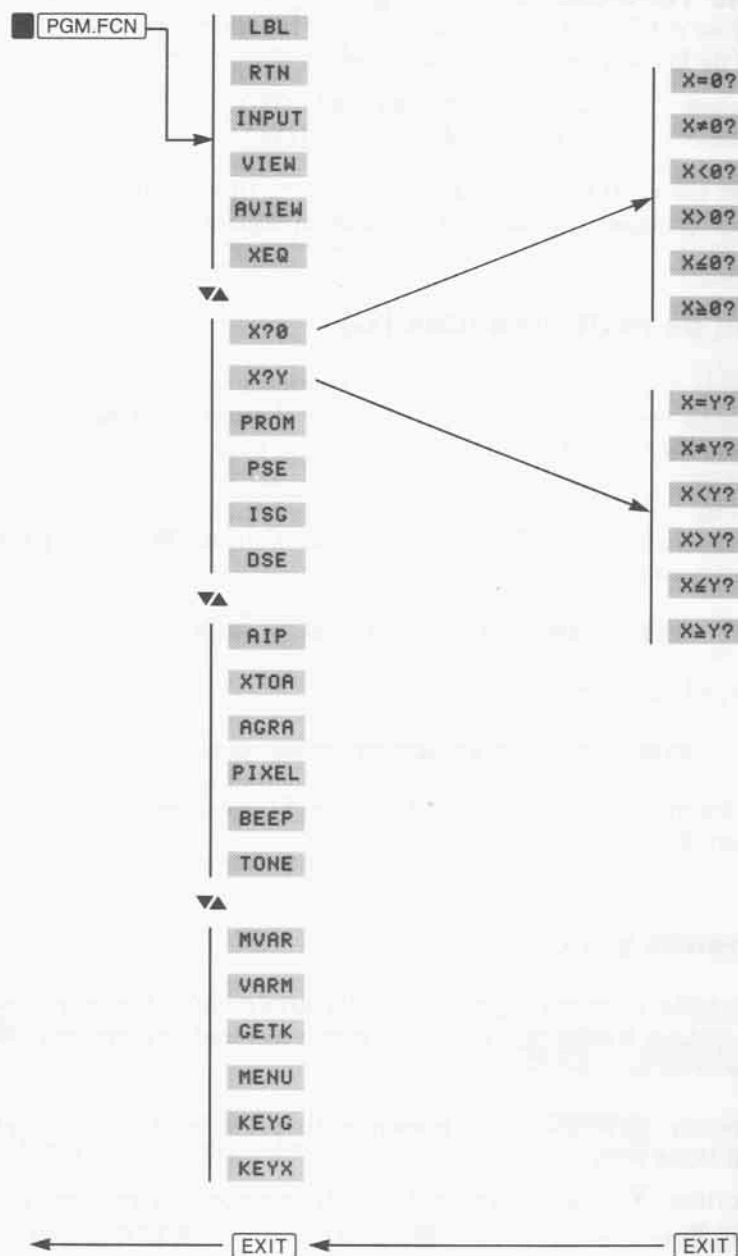 PGM.FCN
LBL
RTN
INPUT
VIEW
AVIEW
XEQ
X?0
X?Y
PROM
PSE
ISG
DSE
AIP
XTOA
AGRA
PIXEL
BEEP
TONE
MVAR
VARM
GETK
MENU
KEYG
KEYX
X=0?
X≠0?
X<0?
X>0?
X≤0?
X≥0?
X=Y?
X≠Y?
X<Y?
X>Y?
X≤Y?
X≥Y?
EXIT
EXIT